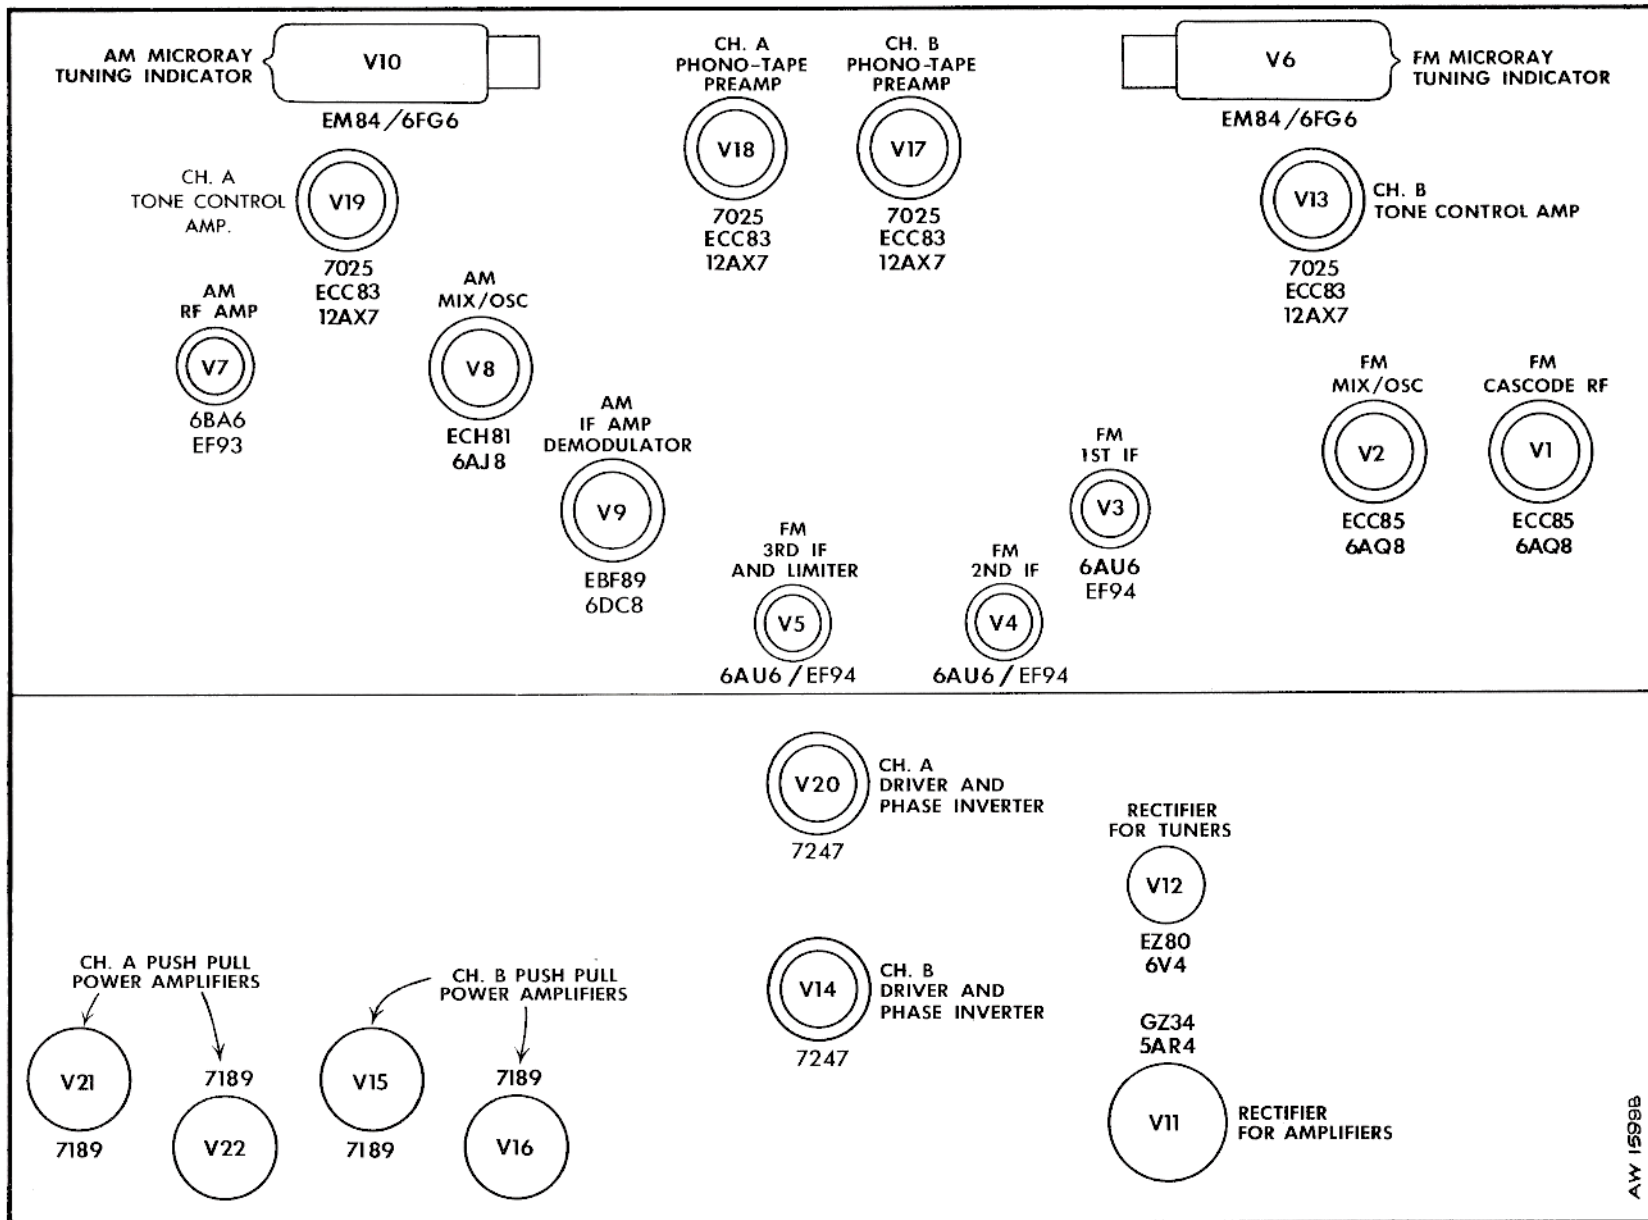 AM MICRORAY
TUNING INDICATOR
V10
EM84/6FG6
CH. A
PHONO-TAPE
PREAMP
V18
7025
ECC83
12AX7
CH. B
PHONO-TAPE
PREAMP
V17
7025
ECC83
12AX7
V6
EM84/6FG6
FM MICRORAY
TUNING INDICATOR
CH. A
TONE CONTROL
AMP.
V19
7025
ECC83
12AX7
V13
CH. B
TONE CONTROL AMP
7025
ECC83
12AX7
AM
RF AMP
V7
6BA6
EF93
AM
MIX/OSC
V8
ECH81
6AJ8
AM
IF AMP
DEMODULATOR
V9
EBF89
6DC8
FM
3RD IF
AND LIMITER
V5
6AU6/EF94
FM
2ND IF
V4
6AU6/EF94
FM
1ST IF
V3
6AU6
EF94
FM
MIX/OSC
V2
ECC85
6AQ8
FM
CASCODE RF
V1
ECC85
6AQ8
V20
CH. A
DRIVER AND
PHASE INVERTER
7247
RECTIFIER
FOR TUNERS
V12
EZ80
6V4
V14
CH. B
DRIVER AND
PHASE INVERTER
7247
CH. A PUSH PULL
POWER AMPLIFIERS
V21
7189
7189
V22
CH. B PUSH PULL
POWER AMPLIFIERS
V15
7189
7189
V16
GZ34
5AR4
V11
RECTIFIER
FOR AMPLIFIERS
AW 1599B